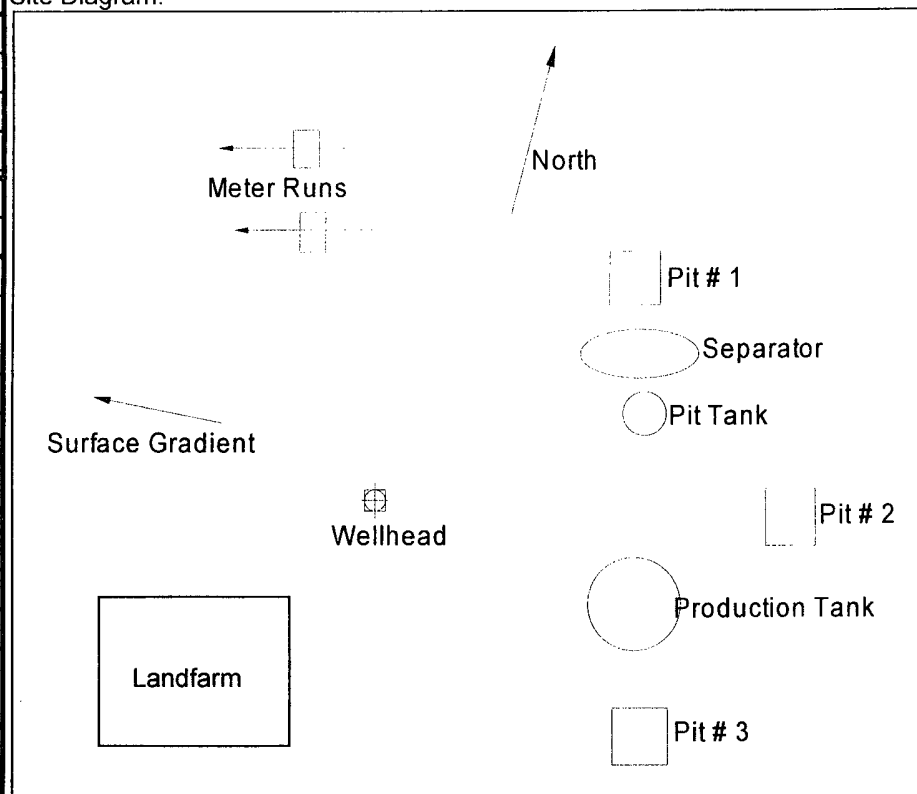 Site Diagram:
North
Meter Runs
Pit # 1
Separator
Pit Tank
Surface Gradient
Pit # 2
Wellhead
Production Tank
Landfarm
Pit # 3